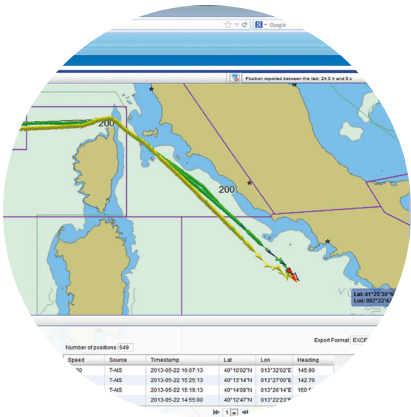 Google
Position reported between the last: 24.0 h and 0 s
200
200
Lat: 41°25'39"N
Lon: 007°22'4
Export Format: EXCE
Number of positions: 649
Speed Source Timestamp Lat Lon Heading
T-AIS 2013-05-22 16:07:13 40°10'02"N 013°32'02"E 145.90
T-AIS 2013-05-22 15:25:13 40°13'14"N 013°27'00"E 142.70
T-AIS 2013-05-22 15:19:13 40°14'08"N 013°26'14"E 150.
2013-05-22 14:55:00 40°12'47"N 013°22'23"
1